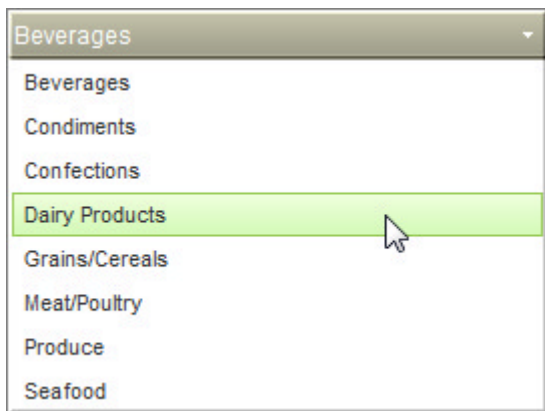 Beverages
Beverages
Condiments
Confections
Dairy Products
Grains/Cereals
Meat/Poultry
Produce
Seafood